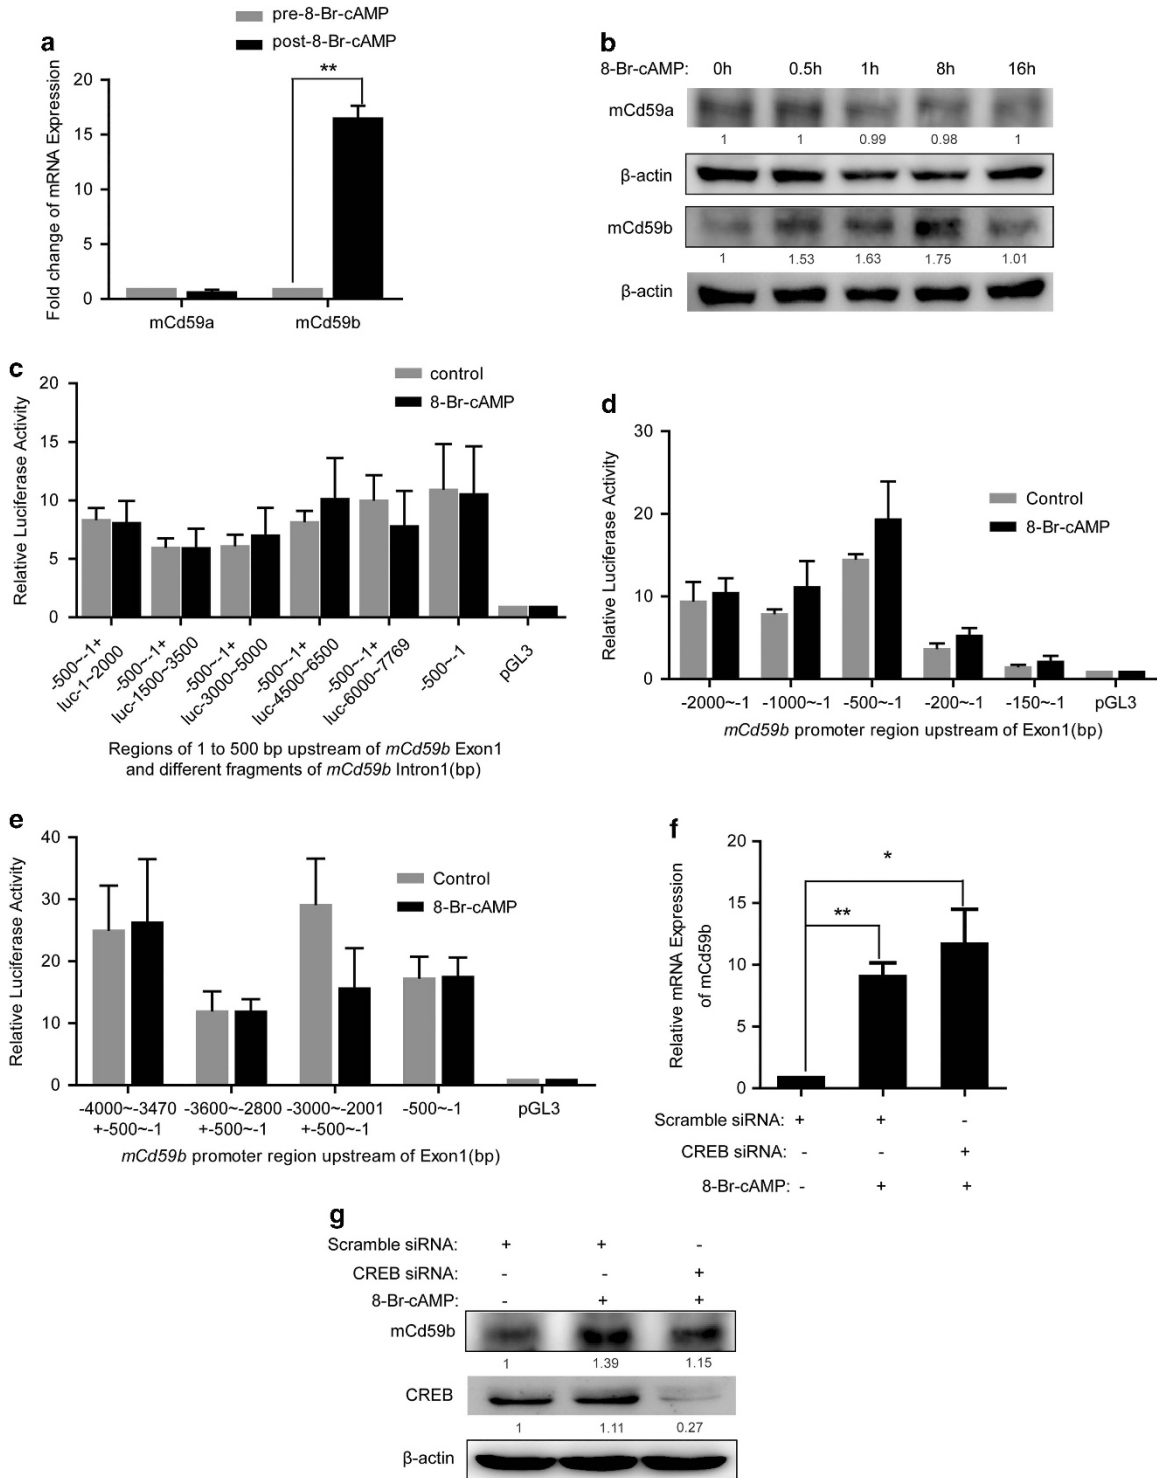 a
pre-8-Br-cAMP
post-8-Br-cAMP
Fold change of mRNA Expression
20
15
10
5
0
**
mCd59a
mCd59b
b
8-Br-cAMP: 0h 0.5h 1h 8h 16h
mCd59a
1 1 0.99 0.98 1
β-actin
mCd59b
1 1.53 1.63 1.75 1.01
β-actin
c
control
8-Br-cAMP
Relative Luciferase Activity
20
15
10
5
0
-500~-1+
luc-1~2000
-500~-1+
luc-1500~3500
-500~-1+
luc-3000~5000
-500~-1+
luc-4500~6500
-500~-1+
luc-6000~7769
-500~-1
pGL3
Regions of 1 to 500 bp upstream of mCd59b Exon1
and different fragments of mCd59b Intron1(bp)
d
Control
8-Br-cAMP
Relative Luciferase Activity
30
20
10
0
-2000~-1 -1000~-1 -500~-1 -200~-1 -150~-1 pGL3
mCd59b promoter region upstream of Exon1(bp)
e
Control
8-Br-cAMP
Relative Luciferase Activity
40
30
20
10
0
-4000~-3470 -3600~-2800 -3000~-2001 -500~-1 pGL3
+-500~-1 +-500~-1 +-500~-1
mCd59b promoter region upstream of Exon1(bp)
f
Relative mRNA Expression
of mCd59b
20
15
10
5
0
*
**
Scramble siRNA: + + -
CREB siRNA: - - +
8-Br-cAMP: - + +
g
Scramble siRNA: + + -
CREB siRNA: - - +
8-Br-cAMP: - + +
mCd59b
1 1.39 1.15
CREB
1 1.11 0.27
β-actin